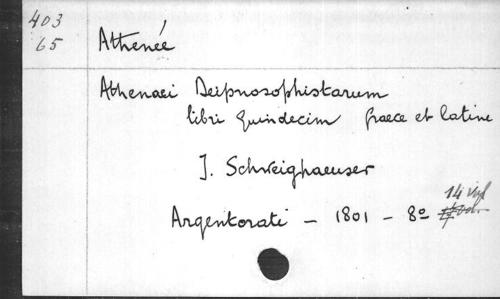 403
65
Athenée
Athenaei Deipnosophistarum
libri quindecim graece et latine
J. Schweighaeuser
14 vol
Argentorati — 1801 — 8º